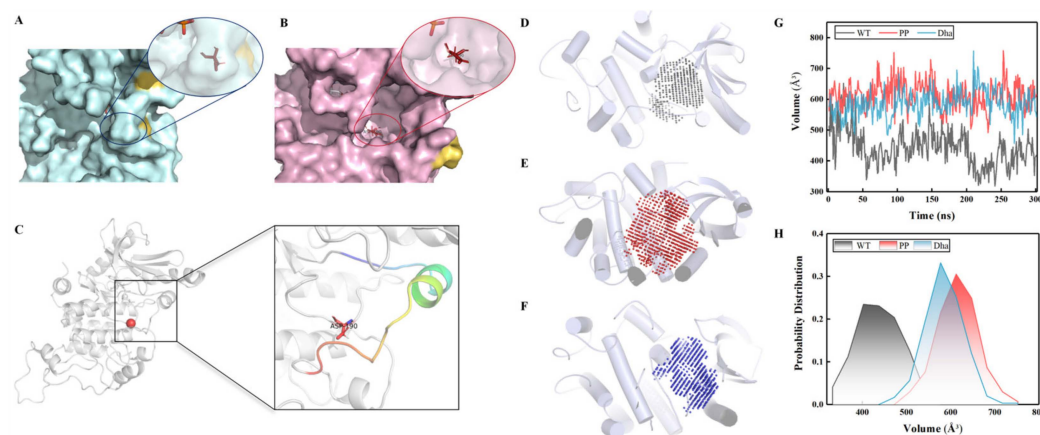 A
B
C
ASP-190
D
E
F
G
WT
PP
Dha
Volume (Å³)
800
700
600
500
400
300
0
50
100
150
200
250
300
Time (ns)
H
WT
PP
Dha
Probability Distribution
0.4
0.3
0.2
0.1
0.0
400
500
600
700
800
Volume (Å³)